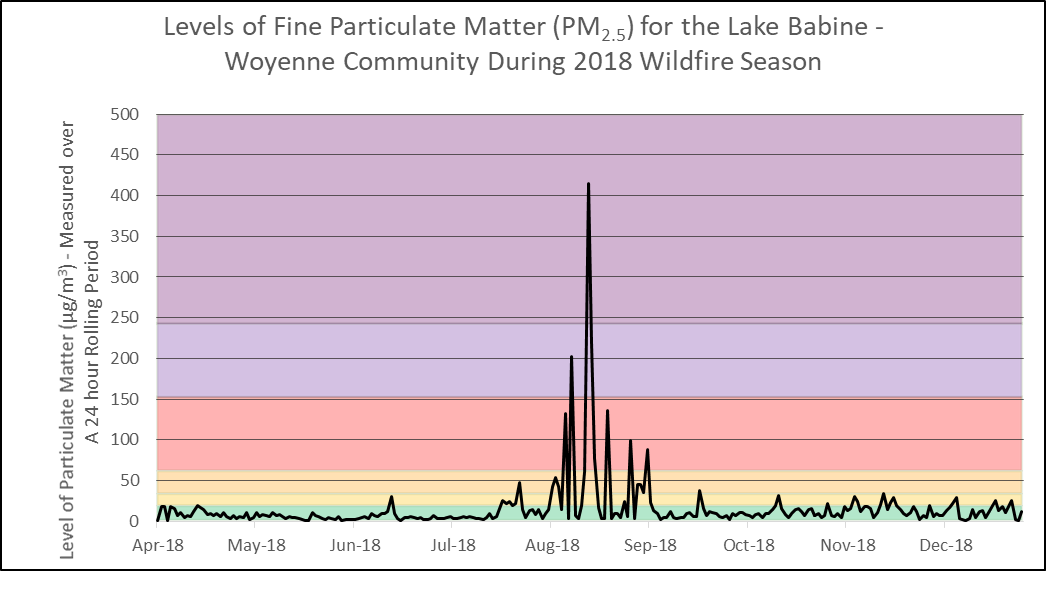 Levels of Fine Particulate Matter (PM2.5) for the Lake Babine -
Woyenne Community During 2018 Wildfire Season
Level of Particulate Matter (µg/m³) - Measured over
A 24 hour Rolling Period
500
450
400
350
300
250
200
150
100
50
0
Apr-18 May-18 Jun-18 Jul-18 Aug-18 Sep-18 Oct-18 Nov-18 Dec-18